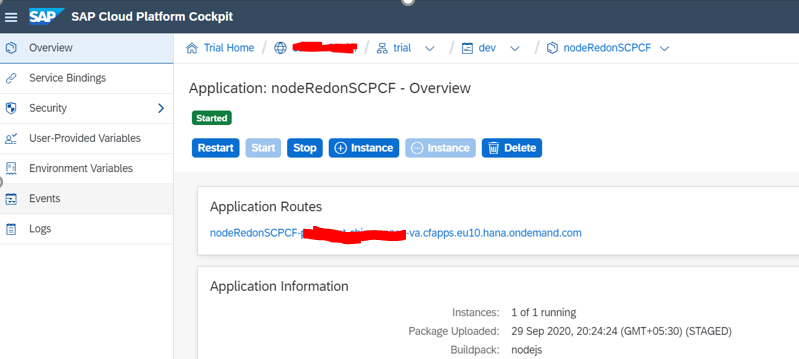 SAP SAP Cloud Platform Cockpit
Overview
Service Bindings
Security
User-Provided Variables
Environment Variables
Events
Logs
Trial Home / / trial / dev / nodeRedonSCPCF
Application: nodeRedonSCPCF - Overview
Started
Restart Start Stop Instance Instance Delete
Application Routes
nodeRedonSCPCF- -va.cfapps.eu10.hana.ondemand.com
Application Information
Instances: 1 of 1 running
Package Uploaded: 29 Sep 2020, 20:24:24 (GMT+05:30) (STAGED)
Buildpack: nodejs